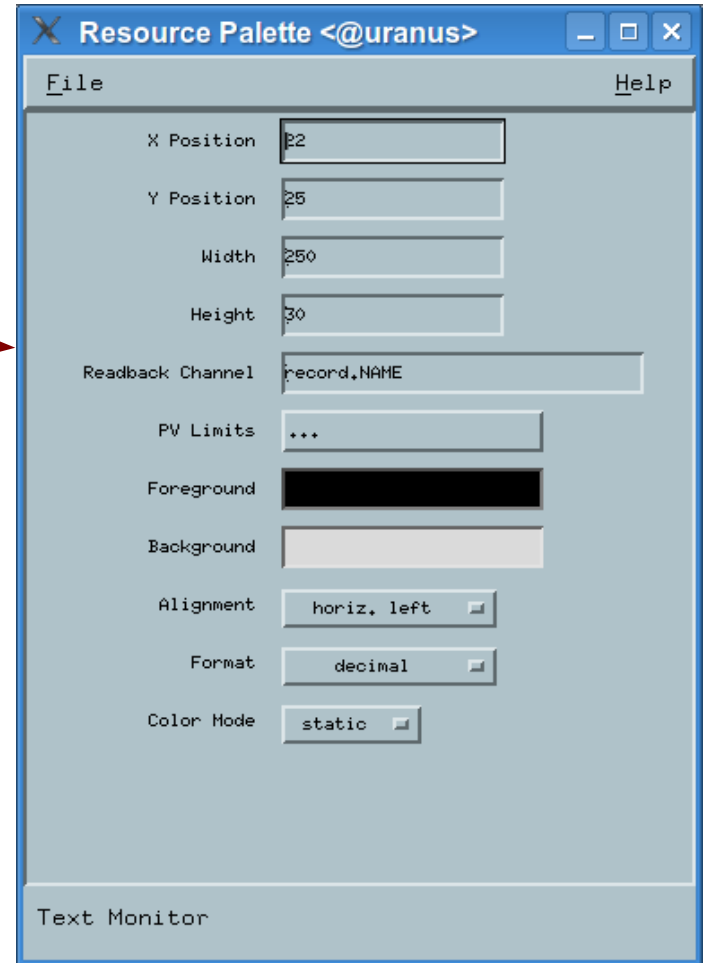 Resource Palette <@uranus>
File Help
X Position 22
Y Position 25
Width 250
Height 30
Readback Channel record.NAME
PV Limits ...
Foreground
Background
Alignment horiz. left
Format decimal
Color Mode static
Text Monitor